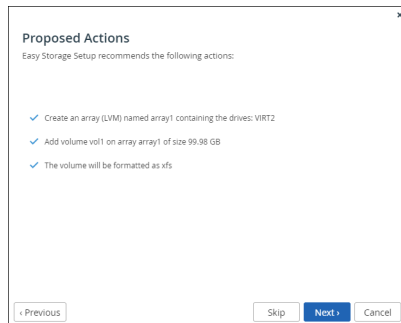 ×
Proposed Actions
Easy Storage Setup recommends the following actions:
✓ Create an array (LVM) named array1 containing the drives: VIRT2
✓ Add volume vol1 on array array1 of size 99.98 GB
✓ The volume will be formatted as xfs
‹ Previous
Skip
Next ›
Cancel